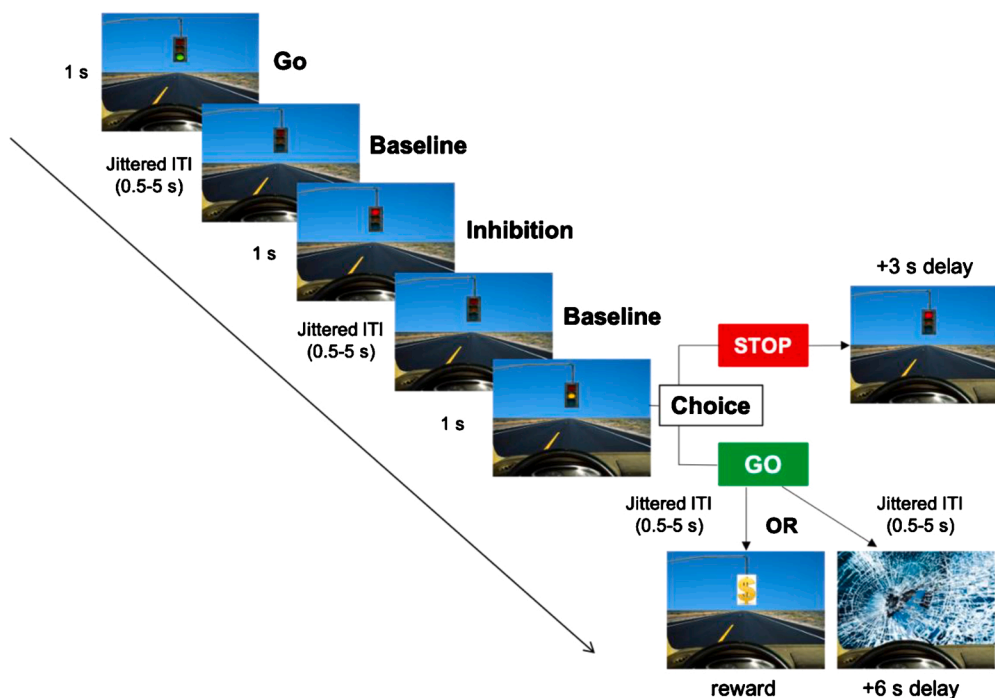 Go
1 s
Baseline
Jittered ITI
(0.5-5 s)
Inhibition
1 s
Baseline
Jittered ITI
(0.5-5 s)
1 s
Choice
STOP
+3 s delay
GO
Jittered ITI
(0.5-5 s)
OR
Jittered ITI
(0.5-5 s)
$
reward
+6 s delay